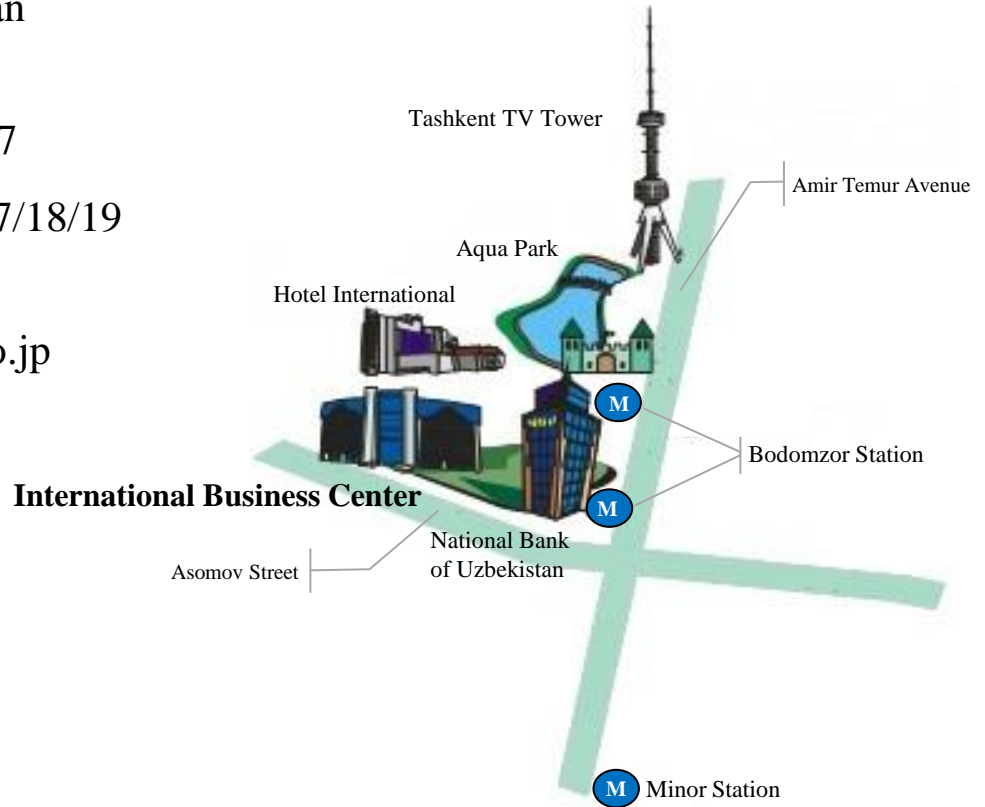 an
7
7/18/19
o.jp
Tashkent TV Tower
Amir Temur Avenue
Aqua Park
Hotel International
M
Bodomzor Station
International Business Center
M
National Bank
of Uzbekistan
Asomov Street
M Minor Station